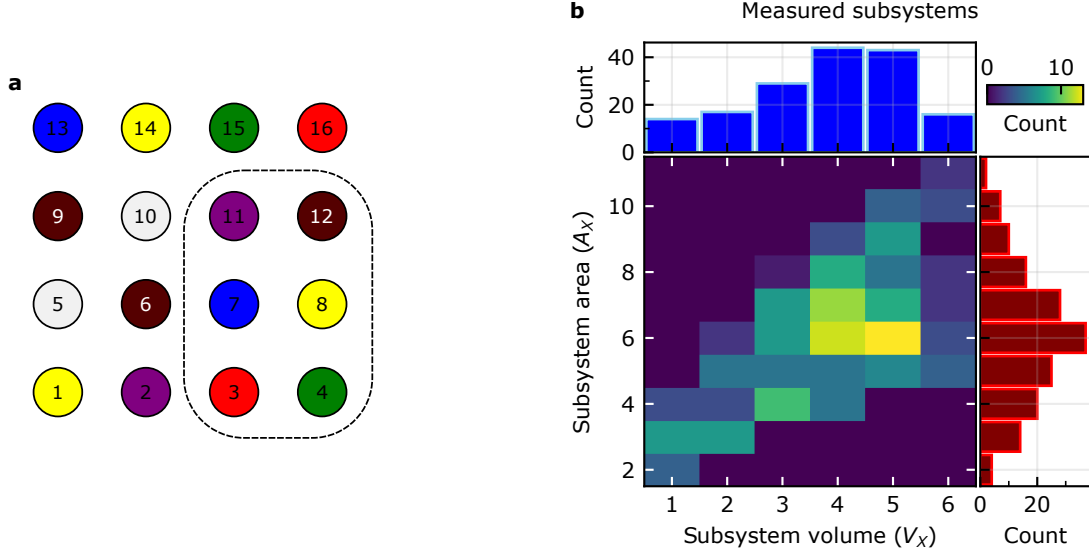 a
13 14 15 16
9 10 11 12
5 6 7 8
1 2 3 4
b
Measured subsystems
40
20
0
Count
0 10
Count
10
8
6
4
2
Subsystem area (A_X)
1 2 3 4 5 6
Subsystem volume (V_X)
0 20
Count